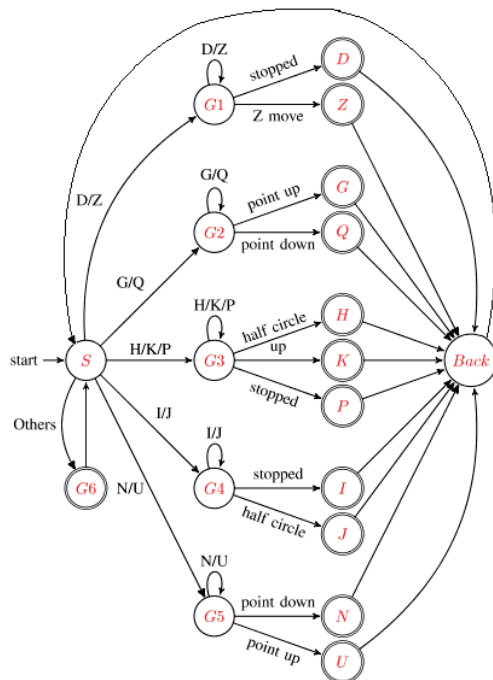 D/Z
stopped
D
G1
Z move
Z
D/Z
G/Q
point up
G
G2
point down
Q
G/Q
H/K/P
half circle
H
start
S
H/K/P
G3
up
K
Back
stopped
P
Others
I/J
I/J
stopped
I
G4
half circle
J
G6
N/U
N/U
point down
N
G5
point up
U